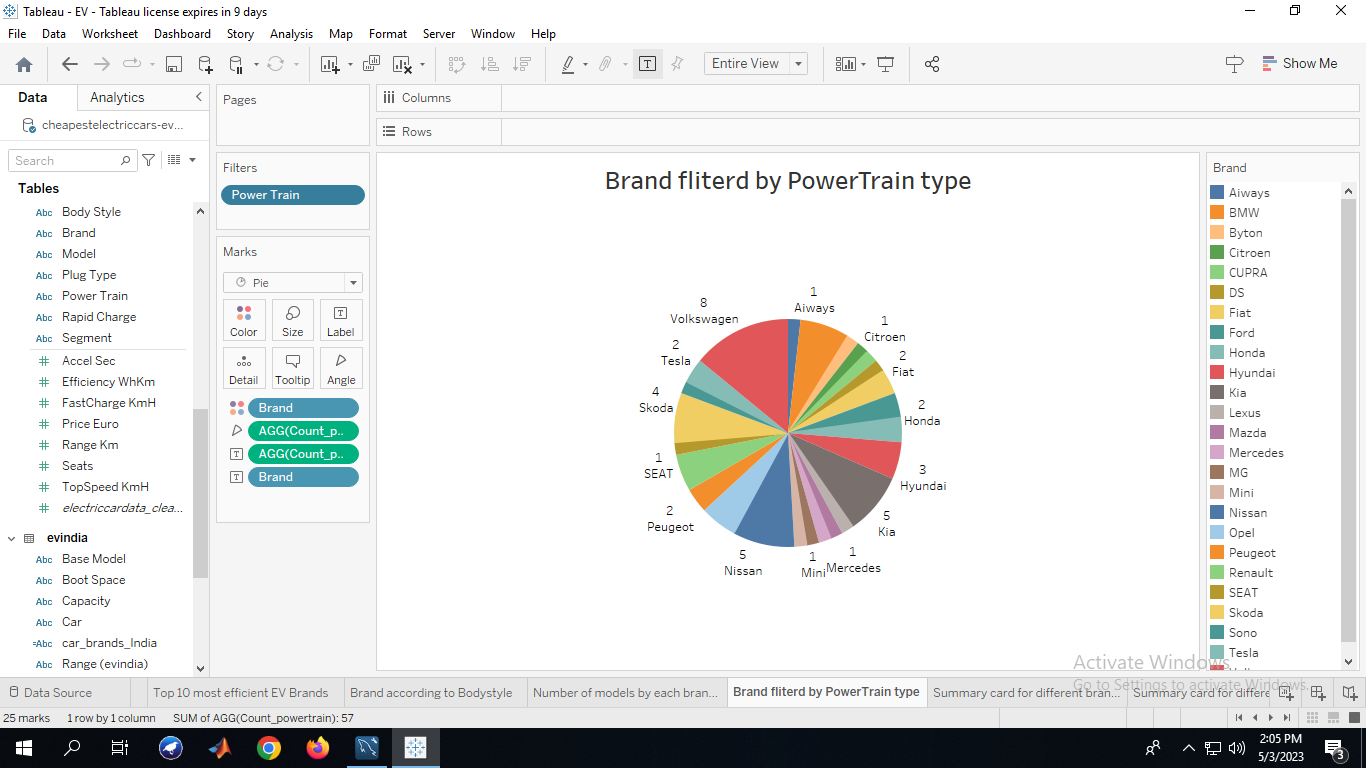 Tableau - EV - Tableau license expires in 9 days
File Data Worksheet Dashboard Story Analysis Map Format Server Window Help
Entire View
Show Me
Data Analytics
cheapestelectriccars-ev...
Search
Tables
Abc Body Style
Abc Brand
Abc Model
Abc Plug Type
Abc Power Train
Abc Rapid Charge
Abc Segment
# Accel Sec
# Efficiency WhKm
# FastCharge KmH
# Price Euro
# Range Km
# Seats
# TopSpeed KmH
# electriccardata_clea...
evindia
Abc Base Model
Abc Boot Space
Abc Capacity
Abc Car
=Abc car_brands_India
Abc Range (evindia)
Pages
Filters
Power Train
Marks
Pie
Color Size Label
Detail Tooltip Angle
Brand
AGG(Count_p..
AGG(Count_p..
Brand
Columns
Rows
Brand fliterd by PowerTrain type
8
Volkswagen
1
Aiways
1
Citroen
2
Tesla
2
Fiat
4
Skoda
2
Honda
1
SEAT
3
Hyundai
2
Peugeot
5
Kia
5
Nissan
1
Mini
1
Mercedes
Brand
Aiways
BMW
Byton
Citroen
CUPRA
DS
Fiat
Ford
Honda
Hyundai
Kia
Lexus
Mazda
Mercedes
MG
Mini
Nissan
Opel
Peugeot
Renault
SEAT
Skoda
Sono
Tesla
Activate Windows
Go to Settings to activate Windows.
Data Source Top 10 most efficient EV Brands Brand according to Bodystyle Number of models by each bran... Brand fliterd by PowerTrain type Summary card for different bran... Summary card for differe
25 marks 1 row by 1 column SUM of AGG(Count_powertrain): 57
2:05 PM
5/3/2023
3